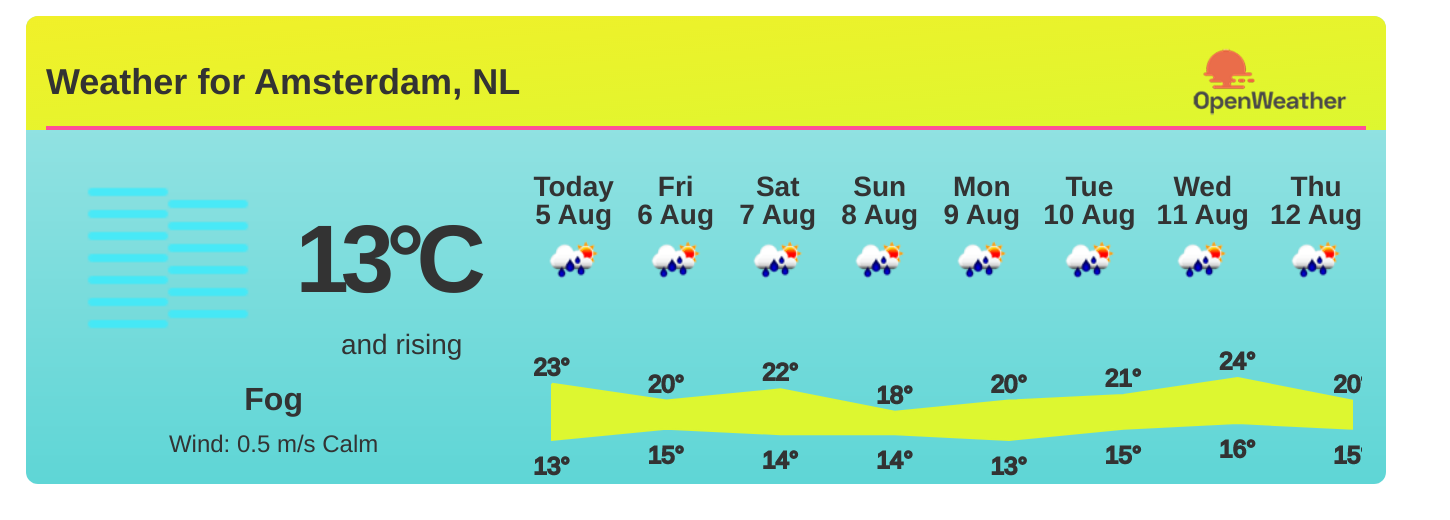 Weather for Amsterdam, NL
OpenWeather
13°C
and rising
Fog
Wind: 0.5 m/s Calm
Today Fri Sat Sun Mon Tue Wed Thu
5 Aug 6 Aug 7 Aug 8 Aug 9 Aug 10 Aug 11 Aug 12 Aug
23° 20° 22° 18° 20° 21° 24° 20°
13° 15° 14° 14° 13° 15° 16° 15°